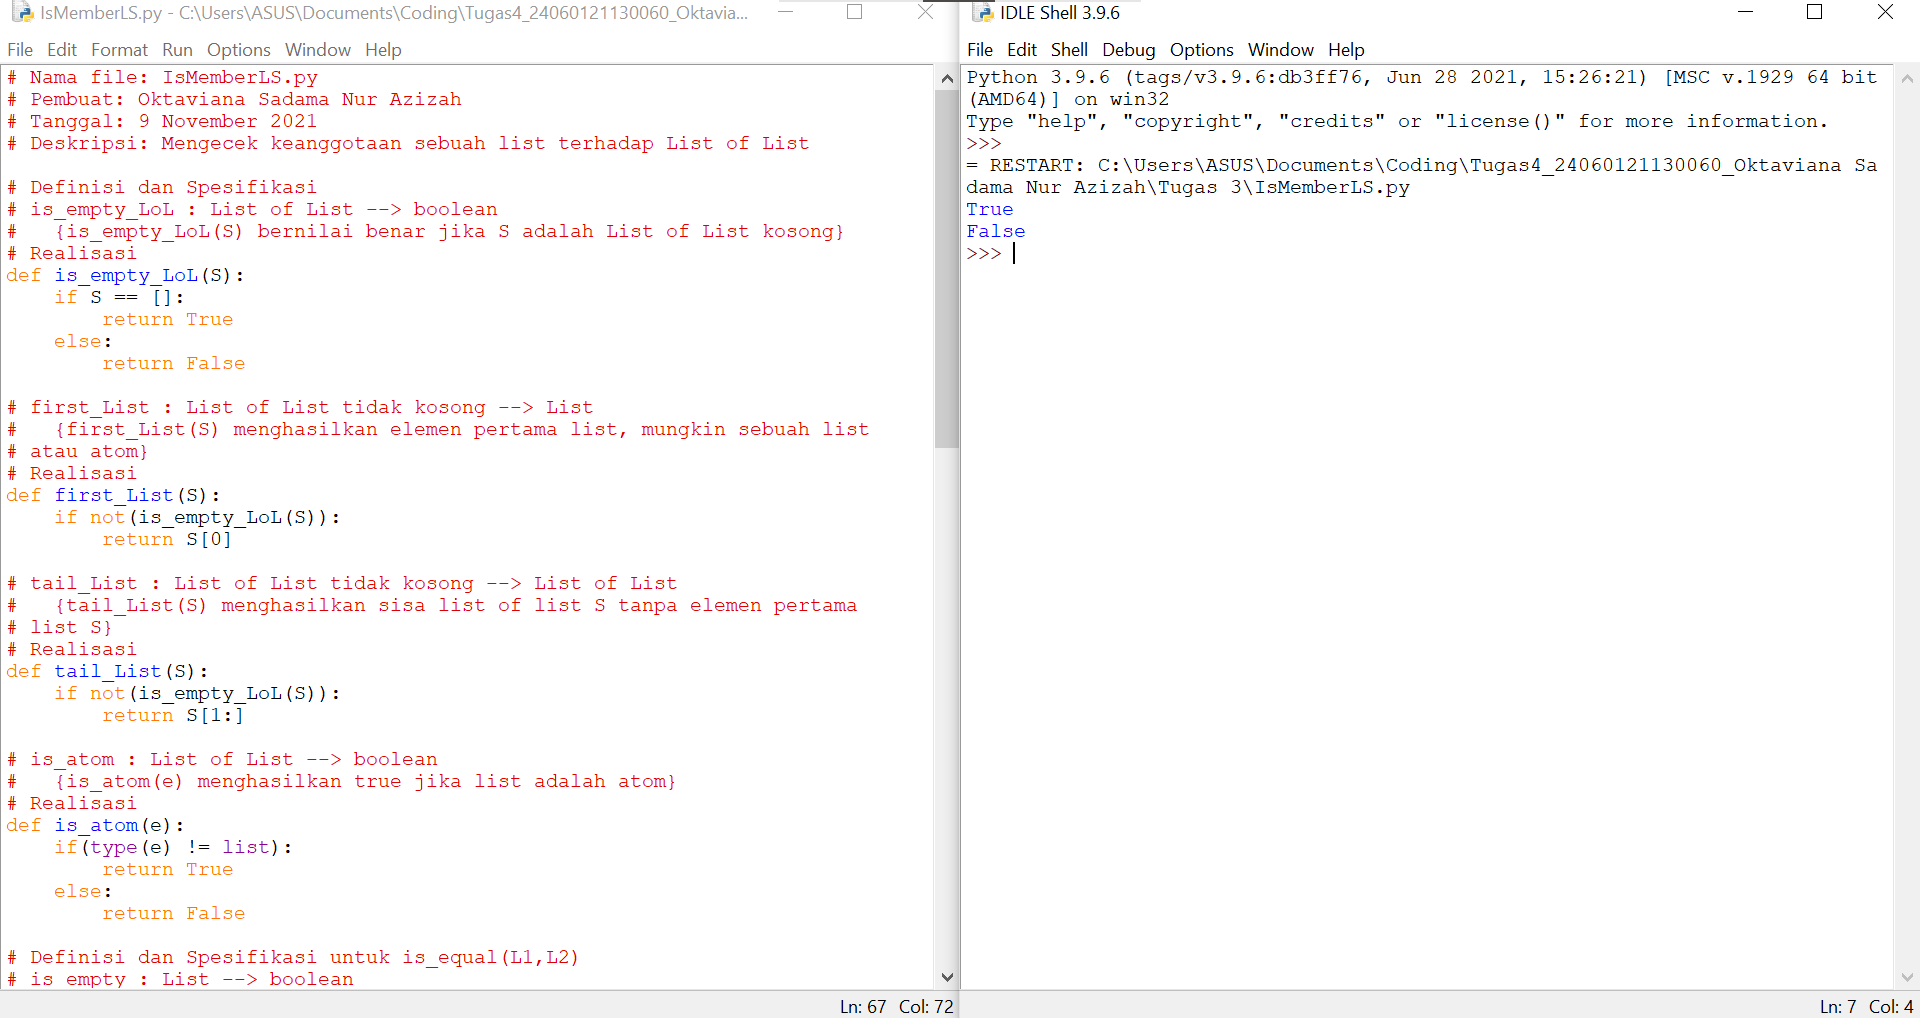 IsMemberLS.py - C:\Users\ASUS\Documents\Coding\Tugas4_24060121130060_Oktavia...
File Edit Format Run Options Window Help
# Nama file: IsMemberLS.py
# Pembuat: Oktaviana Sadama Nur Azizah
# Tanggal: 9 November 2021
# Deskripsi: Mengecek keanggotaan sebuah list terhadap List of List

# Definisi dan Spesifikasi
# is_empty_LoL : List of List --> boolean
#   {is_empty_LoL(S) bernilai benar jika S adalah List of List kosong}
# Realisasi
def is_empty_LoL(S):
    if S == []:
        return True
    else:
        return False

# first_List : List of List tidak kosong --> List
#   {first_List(S) menghasilkan elemen pertama list, mungkin sebuah list
# atau atom}
# Realisasi
def first_List(S):
    if not(is_empty_LoL(S)):
        return S[0]

# tail_List : List of List tidak kosong --> List of List
#   {tail_List(S) menghasilkan sisa list of list S tanpa elemen pertama
# list S}
# Realisasi
def tail_List(S):
    if not(is_empty_LoL(S)):
        return S[1:]

# is_atom : List of List --> boolean
#   {is_atom(e) menghasilkan true jika list adalah atom}
# Realisasi
def is_atom(e):
    if(type(e) != list):
        return True
    else:
        return False

# Definisi dan Spesifikasi untuk is_equal(L1,L2)
# is_empty : List --> boolean
Ln: 67 Col: 72
IDLE Shell 3.9.6
File Edit Shell Debug Options Window Help
Python 3.9.6 (tags/v3.9.6:db3ff76, Jun 28 2021, 15:26:21) [MSC v.1929 64 bit
(AMD64)] on win32
Type "help", "copyright", "credits" or "license()" for more information.
>>>
= RESTART: C:\Users\ASUS\Documents\Coding\Tugas4_24060121130060_Oktaviana Sa
dama Nur Azizah\Tugas 3\IsMemberLS.py
True
False
>>>
Ln: 7 Col: 4